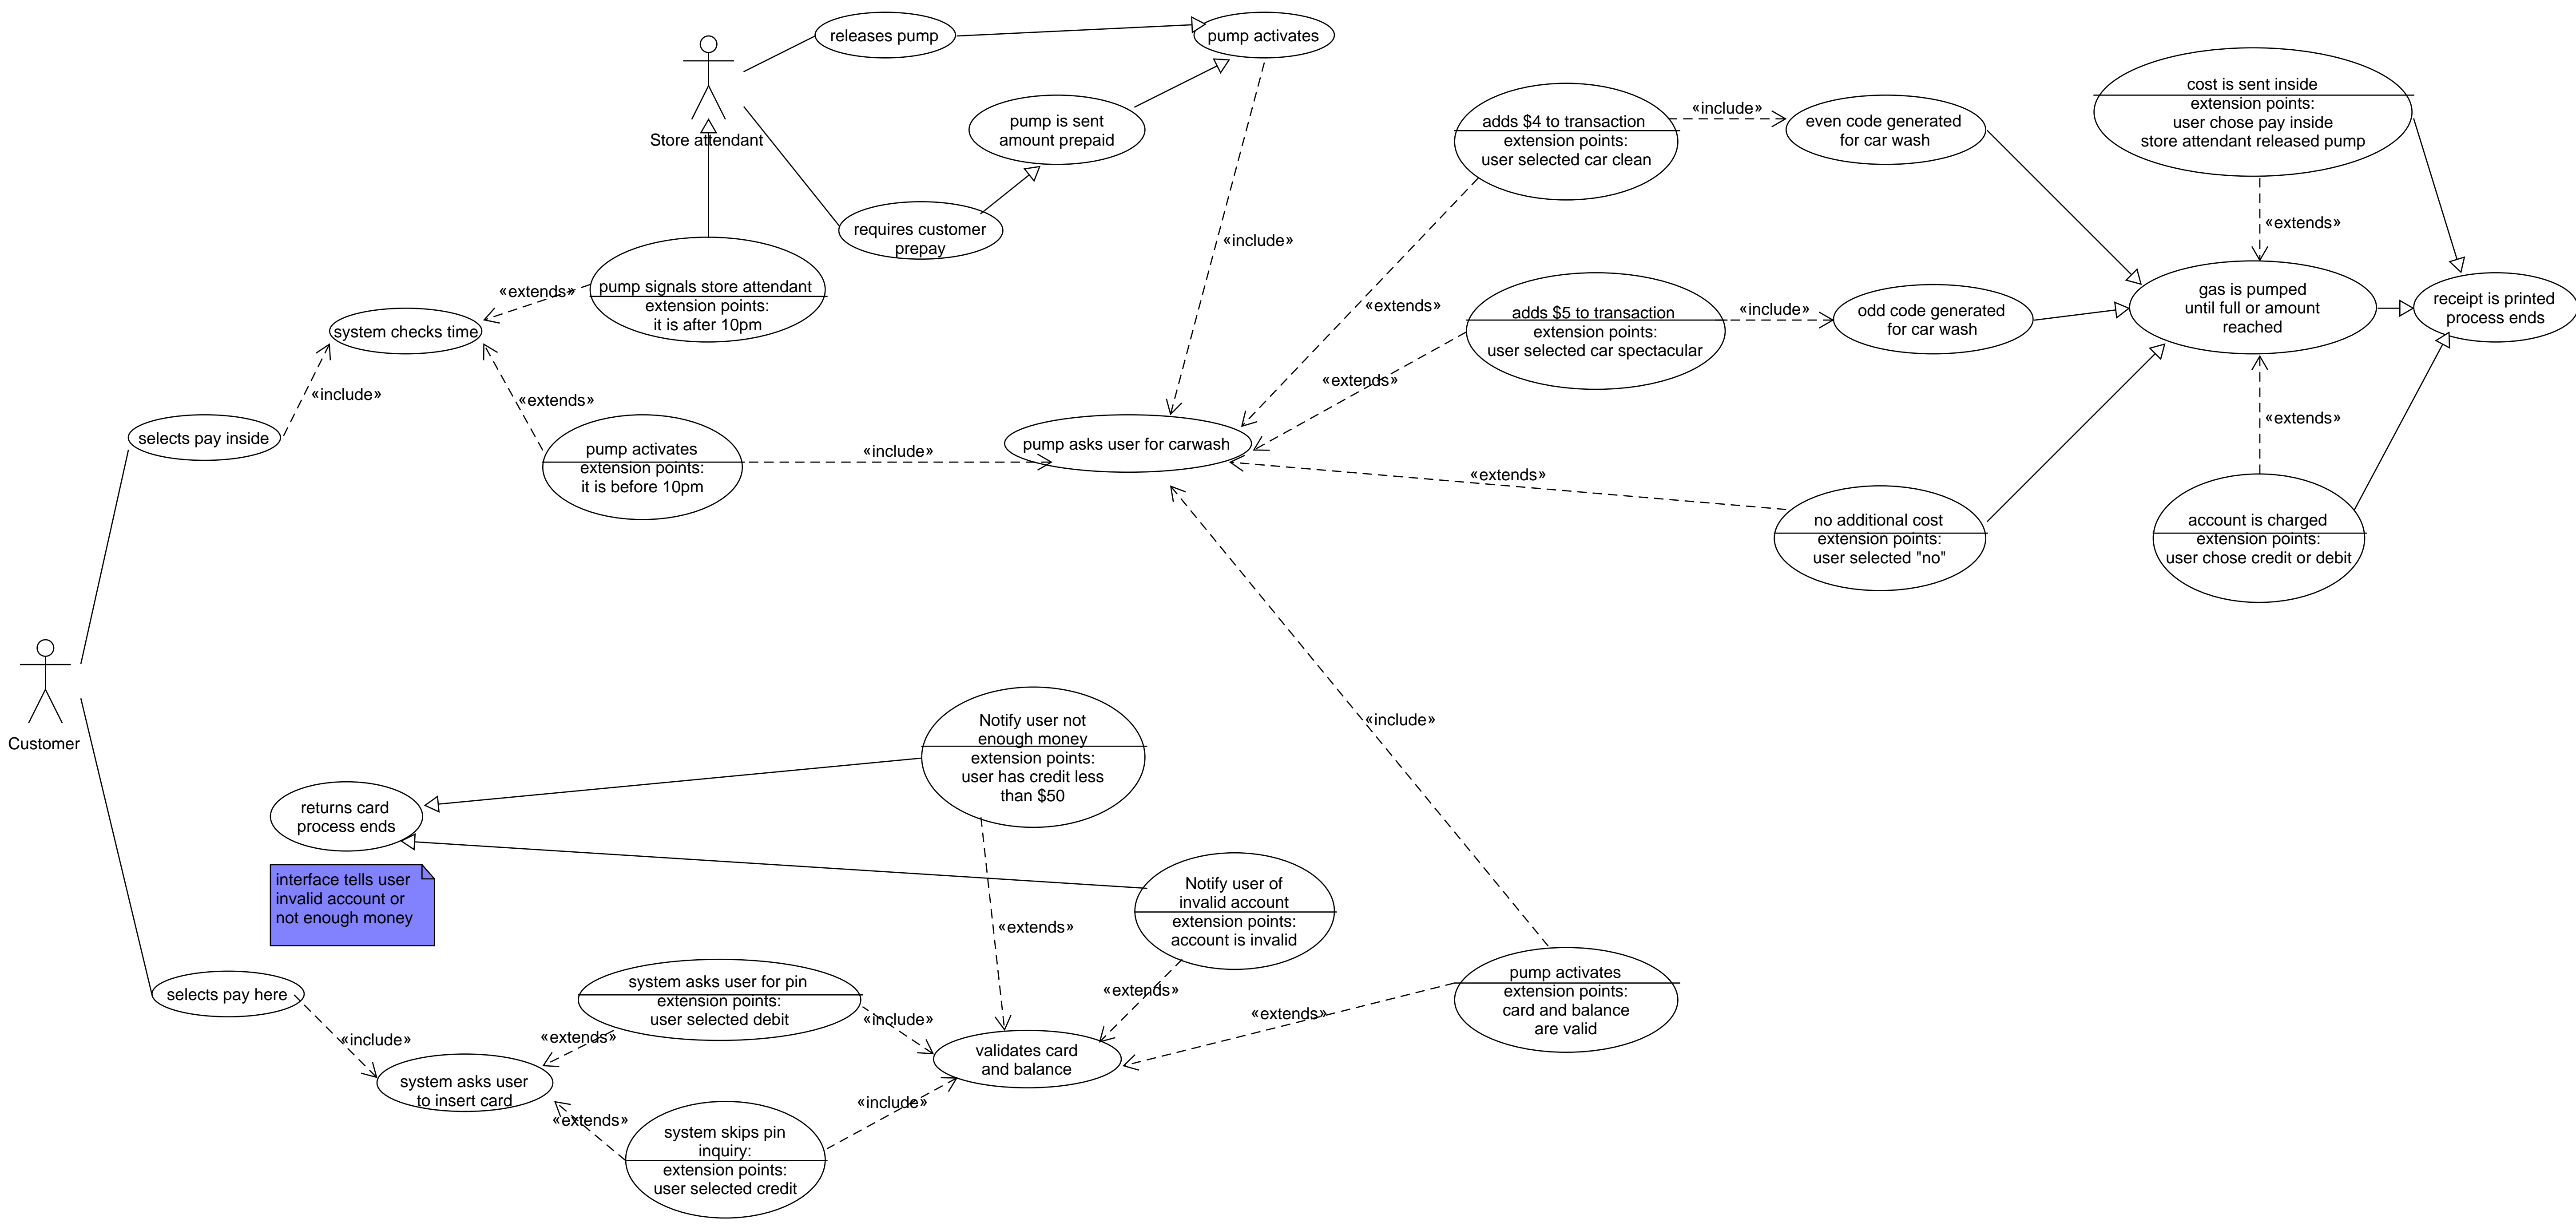 releases pump
pump activates
Store attendant
pump is sent
amount prepaid
requires customer
prepay
«include»
adds $4 to transaction
extension points:
user selected car clean
«include»
even code generated
for car wash
cost is sent inside
extension points:
user chose pay inside
store attendant released pump
«extends»
pump signals store attendant
extension points:
it is after 10pm
«extends»
system checks time
«include»
«extends»
selects pay inside
pump activates
extension points:
it is before 10pm
«include»
pump asks user for carwash
«extends»
«extends»
adds $5 to transaction
extension points:
user selected car spectacular
«include»
odd code generated
for car wash
gas is pumped
until full or amount
reached
receipt is printed
process ends
«extends»
«extends»
no additional cost
extension points:
user selected "no"
account is charged
extension points:
user chose credit or debit
Customer
Notify user not
enough money
extension points:
user has credit less
than $50
«include»
returns card
process ends
interface tells user
invalid account or
not enough money
Notify user of
invalid account
extension points:
account is invalid
«extends»
«extends»
selects pay here
«include»
system asks user for pin
extension points:
user selected debit
«extends»
«include»
pump activates
extension points:
card and balance
are valid
«extends»
validates card
and balance
system asks user
to insert card
«extends»
«include»
system skips pin
inquiry:
extension points:
user selected credit